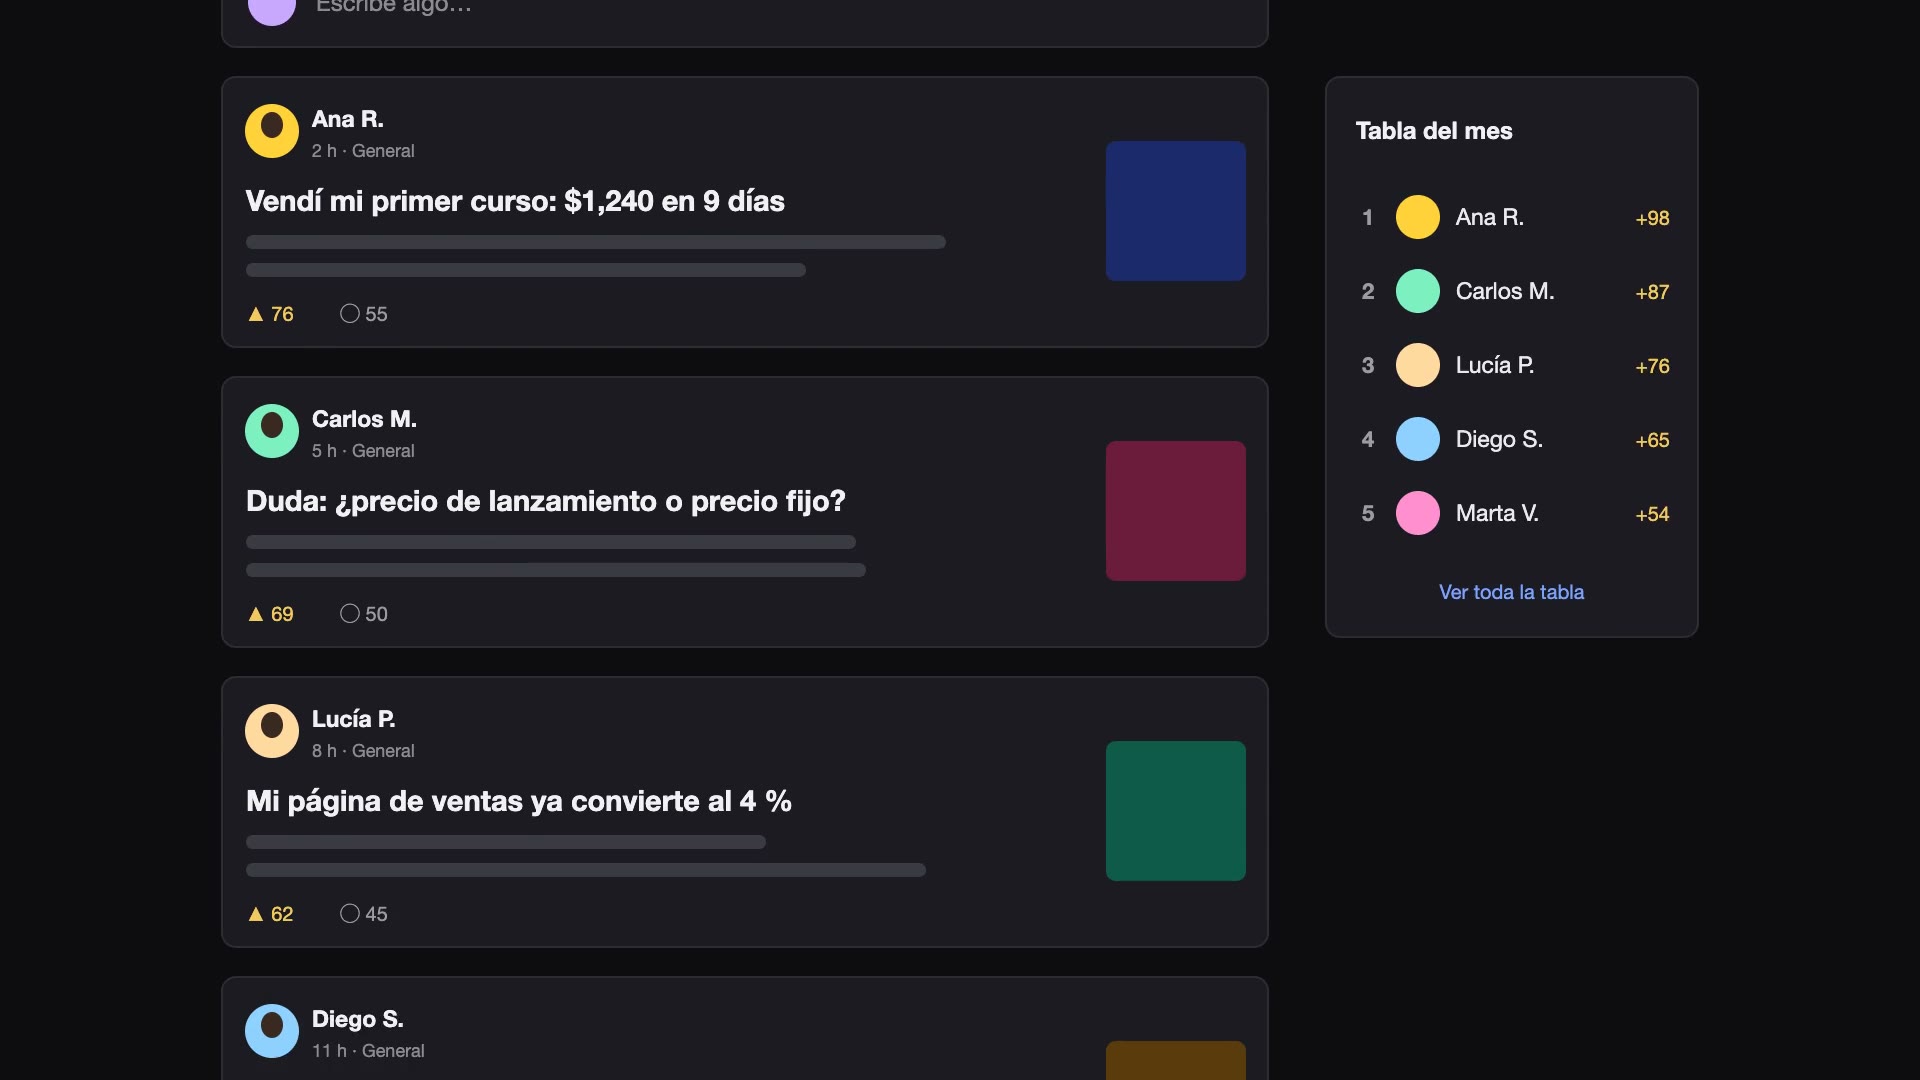 Escribe algo…
Ana R.
2 h · General
Vendí mi primer curso: $1,240 en 9 días
▲ 76 55
Carlos M.
5 h · General
Duda: ¿precio de lanzamiento o precio fijo?
▲ 69 50
Lucía P.
8 h · General
Mi página de ventas ya convierte al 4 %
▲ 62 45
Diego S.
11 h · General
Tabla del mes
1 Ana R. +98
2 Carlos M. +87
3 Lucía P. +76
4 Diego S. +65
5 Marta V. +54
Ver toda la tabla